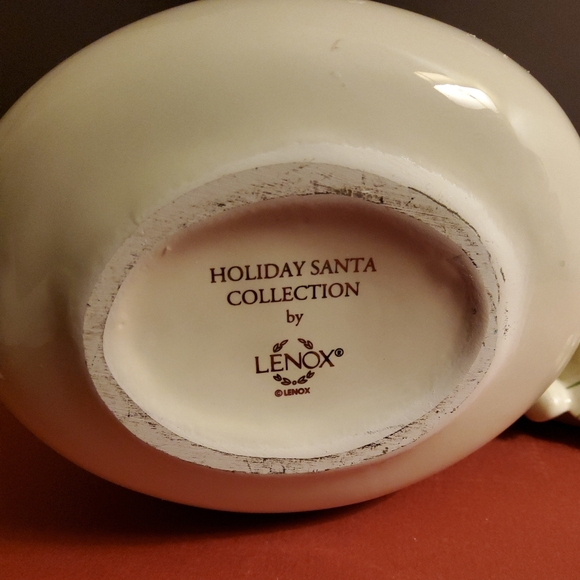 HOLIDAY SANTA
COLLECTION
by
LENOX®
© LENOX